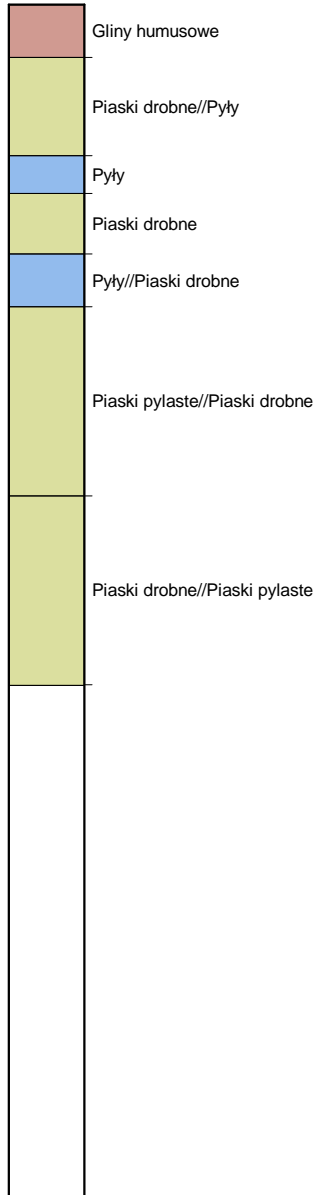 Gliny humusowe
Piaski drobne//Pyły
Pyły
Piaski drobne
Pyły//Piaski drobne
Piaski pylaste//Piaski drobne
Piaski drobne//Piaski pylaste